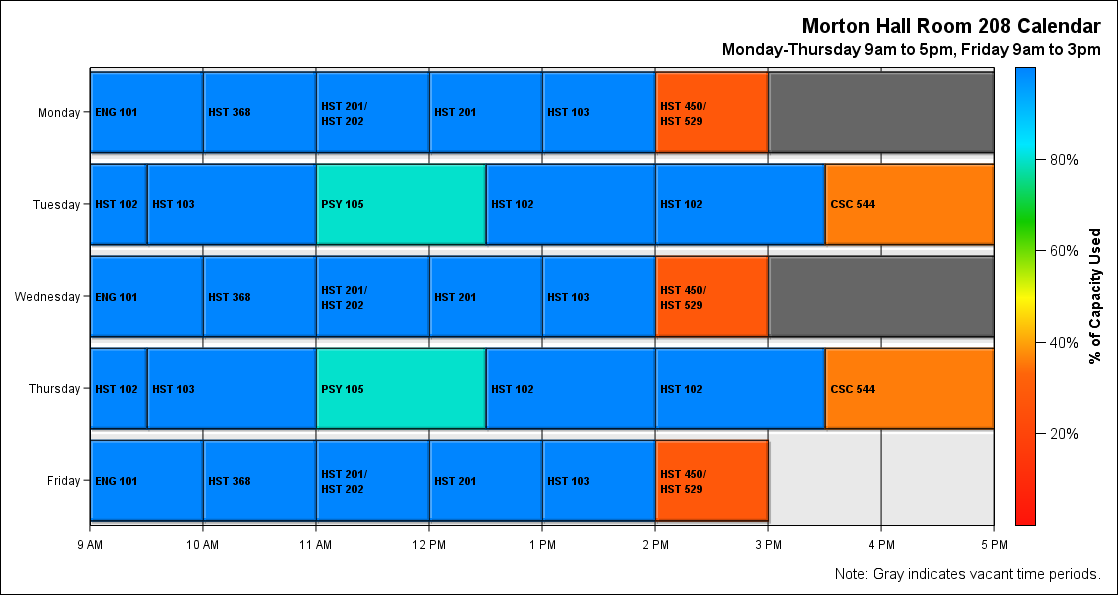 Morton Hall Room 208 Calendar
Monday-Thursday 9am to 5pm, Friday 9am to 3pm
Monday
ENG 101
HST 368
HST 201/
HST 202
HST 201
HST 103
HST 450/
HST 529
Tuesday
HST 102
HST 103
PSY 105
HST 102
HST 102
CSC 544
Wednesday
ENG 101
HST 368
HST 201/
HST 202
HST 201
HST 103
HST 450/
HST 529
Thursday
HST 102
HST 103
PSY 105
HST 102
HST 102
CSC 544
Friday
ENG 101
HST 368
HST 201/
HST 202
HST 201
HST 103
HST 450/
HST 529
9 AM
10 AM
11 AM
12 PM
1 PM
2 PM
3 PM
4 PM
5 PM
80%
60%
40%
20%
% of Capacity Used
Note: Gray indicates vacant time periods.